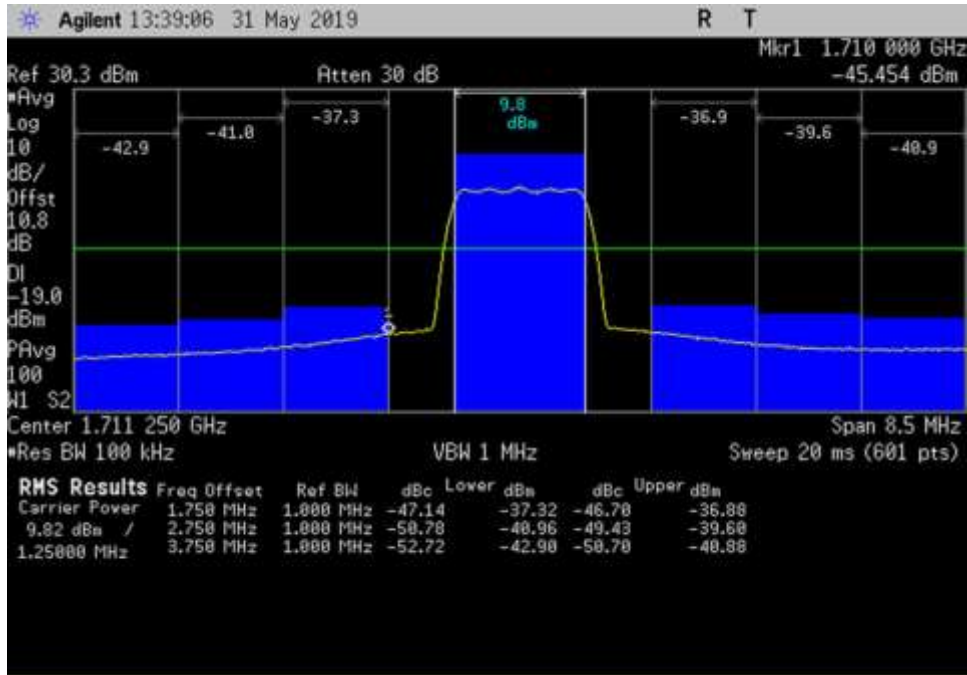 Agilent 13:39:06 31 May 2019 R T
Mkr1 1.710 000 GHz
Ref 30.3 dBm Atten 30 dB -45.454 dBm
*Avg
Log
10
dB/
Offst
10.8
dB
DI
-19.0
dBm
PAvg
100
W1 S2
-42.9 -41.0 -37.3 9.8 dBm -36.9 -39.6 -40.9
Center 1.711 250 GHz Span 8.5 MHz
*Res BW 100 kHz VBW 1 MHz Sweep 20 ms (601 pts)
RMS Results Freq Offset Ref BW dBc Lower dBm dBc Upper dBm
Carrier Power 1.750 MHz 1.000 MHz -47.14 -37.32 -46.70 -36.88
9.82 dBm / 2.750 MHz 1.000 MHz -50.78 -40.96 -49.43 -39.60
1.25000 MHz 3.750 MHz 1.000 MHz -52.72 -42.90 -50.70 -40.88